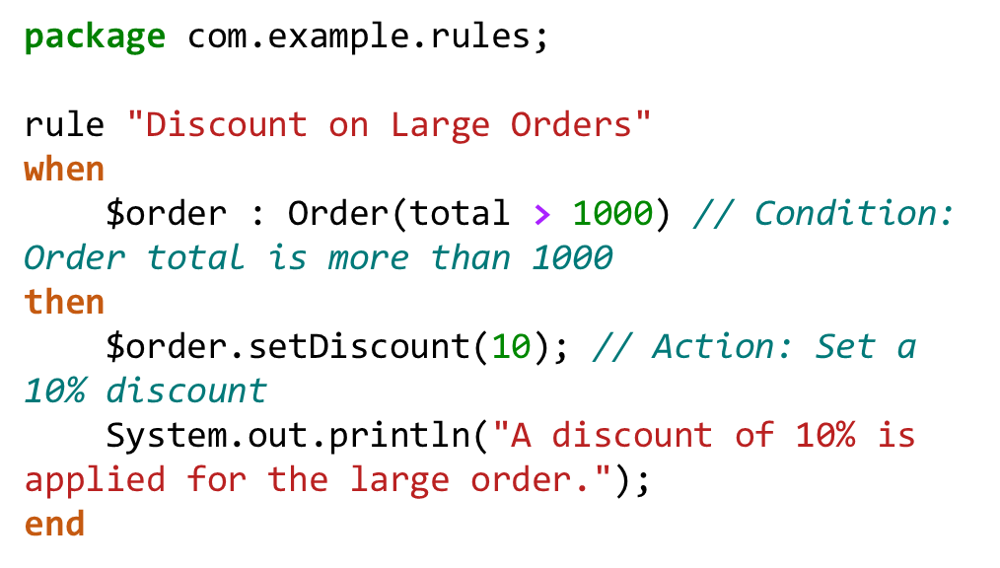 package com.example.rules;
rule "Discount on Large Orders"
when
    $order : Order(total > 1000) // Condition:
Order total is more than 1000
then
    $order.setDiscount(10); // Action: Set a
10% discount
    System.out.println("A discount of 10% is
applied for the large order.");
end